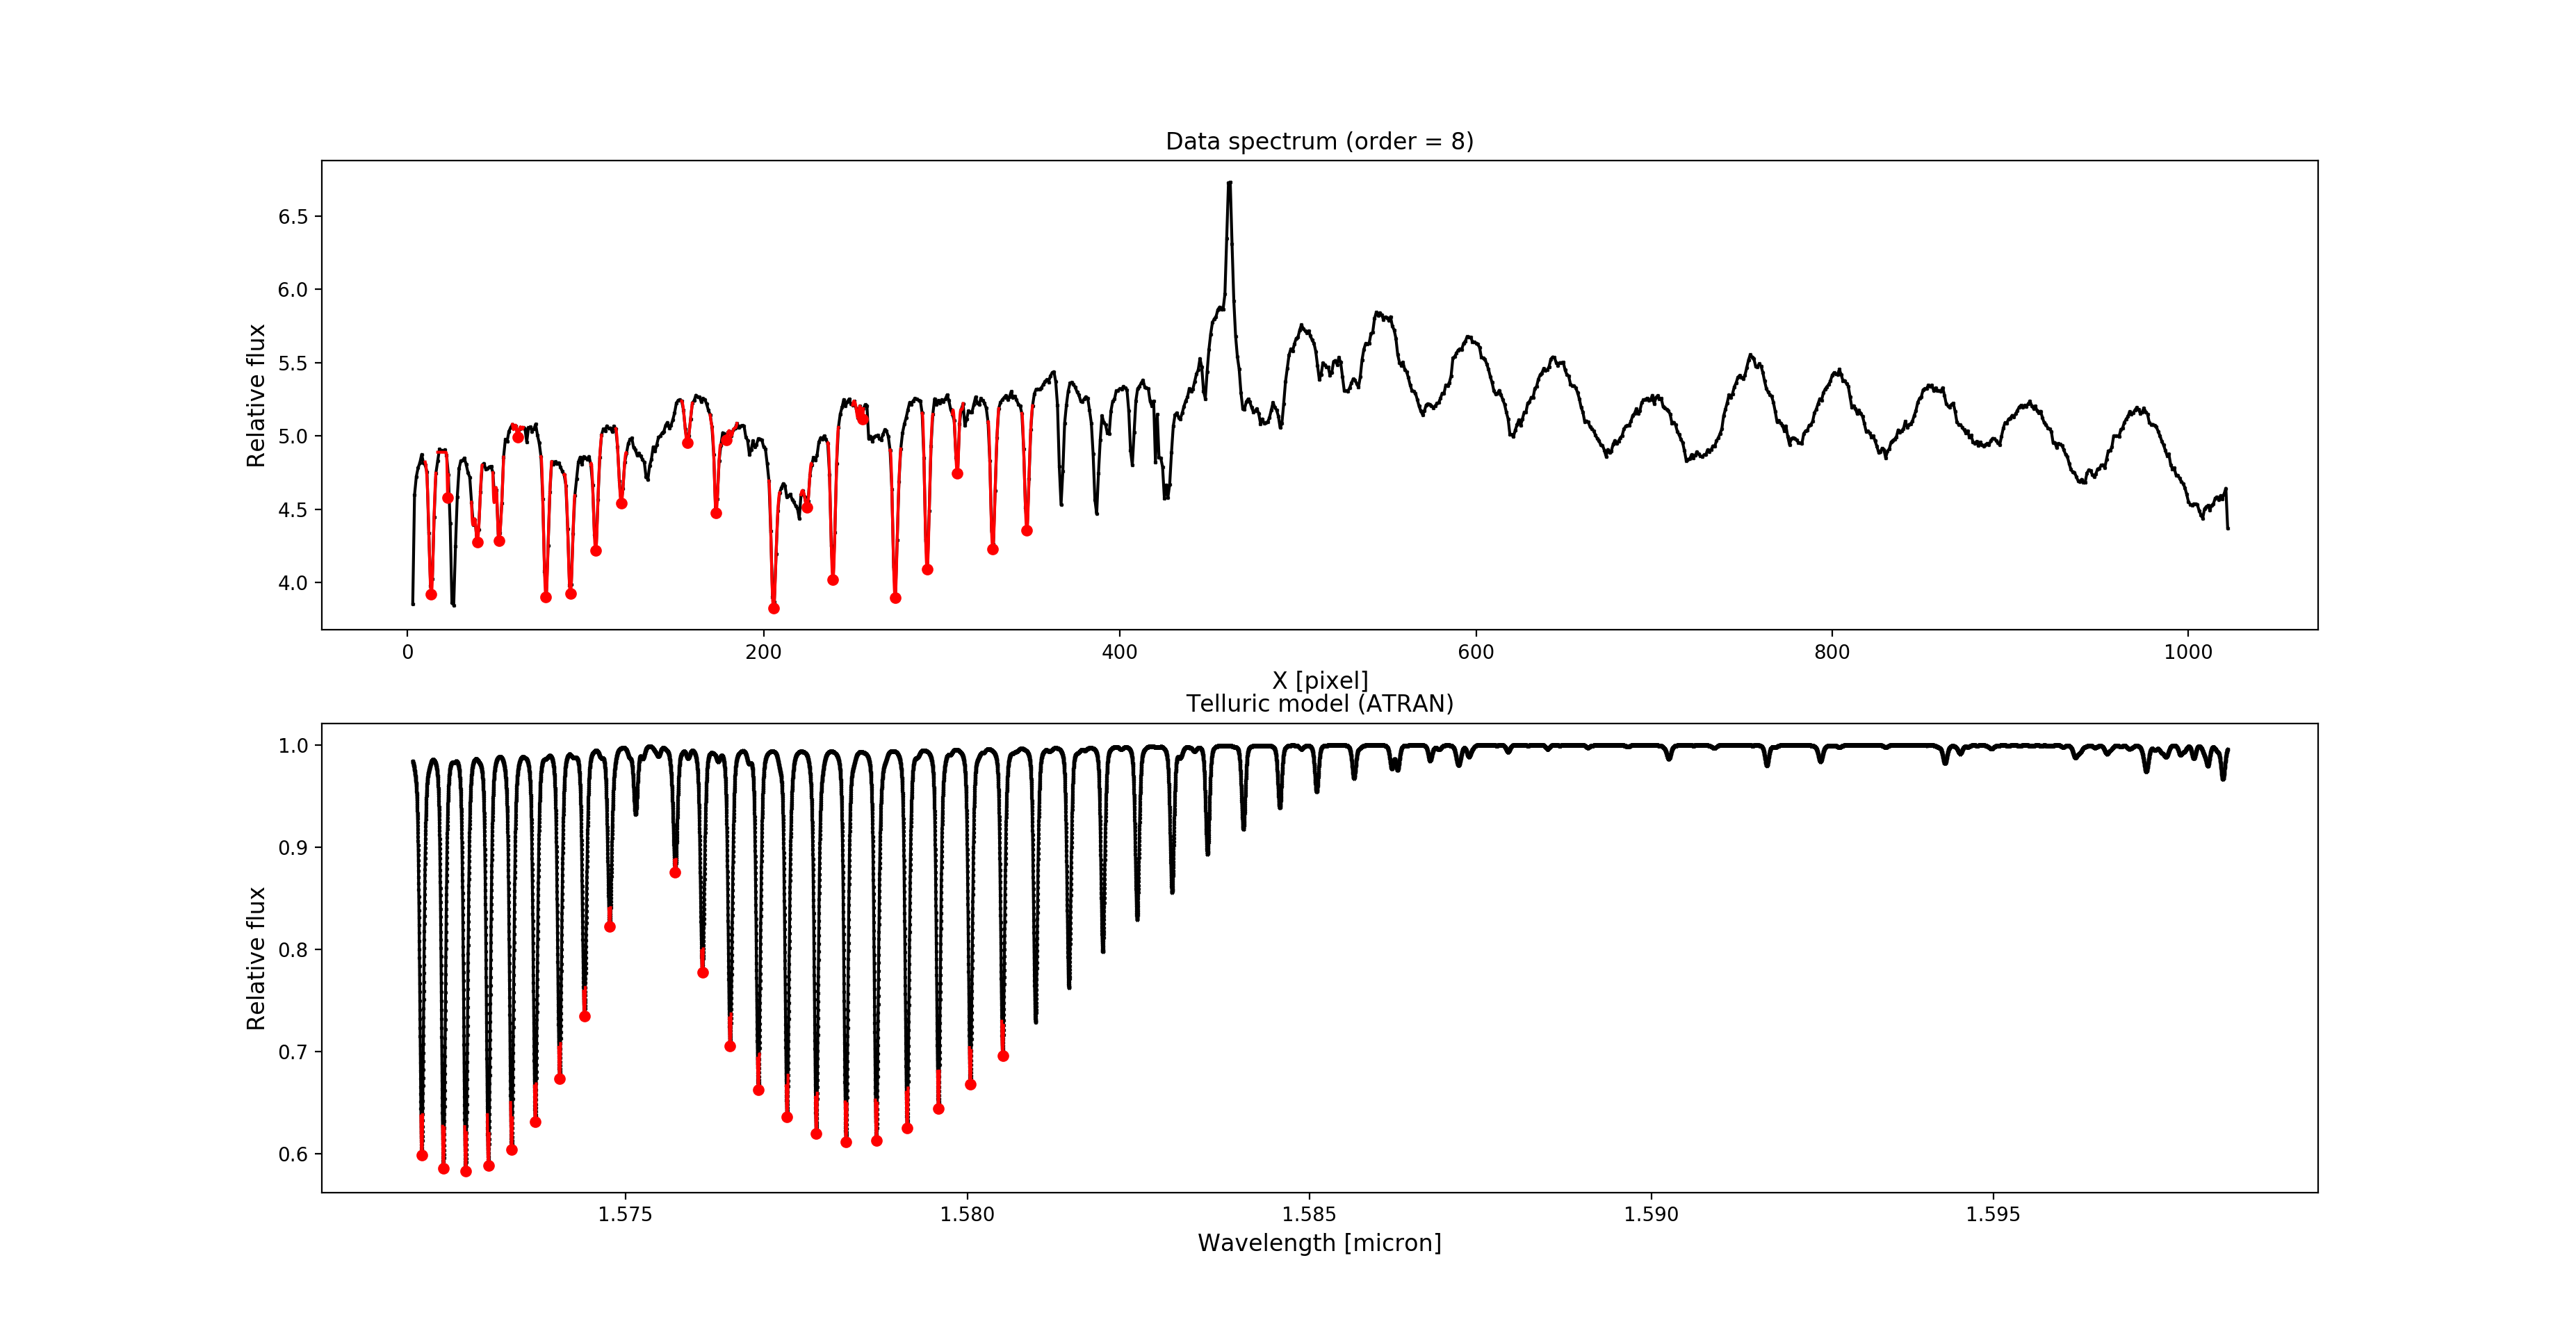 Data spectrum (order = 8)
6.5
6.0
5.5
5.0
4.5
4.0
Relative flux
0 200 400 600 800 1000
X [pixel]
Telluric model (ATRAN)
1.0
0.9
0.8
0.7
0.6
Relative flux
1.575 1.580 1.585 1.590 1.595
Wavelength [micron]